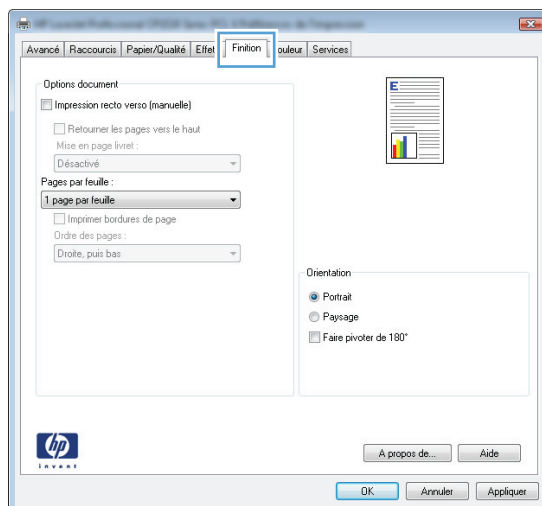 Avancé Raccourcis Papier/Qualité Effet Finition ouleur Services
Options document
Impression recto verso (manuelle)
Retourner les pages vers le haut
Mise en page livret :
Désactivé
Pages par feuille :
1 page par feuille
Imprimer bordures de page
Ordre des pages :
Droite, puis bas
E
Orientation
Portrait
Paysage
Faire pivoter de 180°
hp
invent
A propos de... Aide
OK Annuler Appliquer